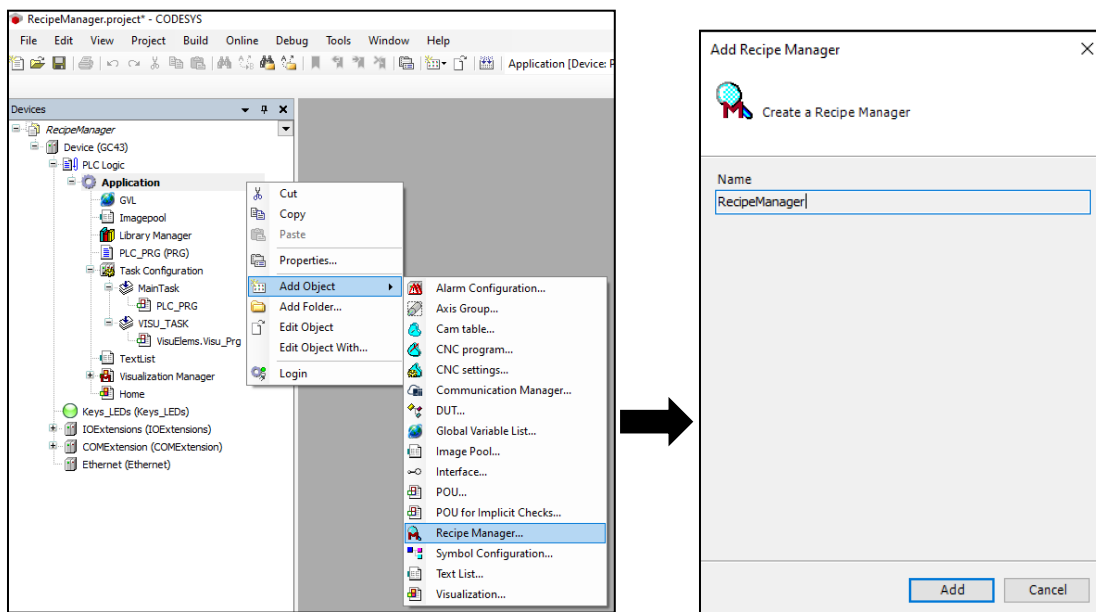 RecipeManager.project* - CODESYS
File Edit View Project Build Online Debug Tools Window Help
Application [Device: P
Devices
RecipeManager
Device (GC43)
PLC Logic
Application
GVL
Imagepool
Library Manager
PLC_PRG (PRG)
Task Configuration
MainTask
PLC_PRG
VISU_TASK
VisuElems.Visu_Prg
TextList
Visualization Manager
Home
Keys_LEDs (Keys_LEDs)
IOExtensions (IOExtensions)
COMExtension (COMExtension)
Ethernet (Ethernet)
Cut
Copy
Paste
Properties...
Add Object
Add Folder...
Edit Object
Edit Object With...
Login
Alarm Configuration...
Axis Group...
Cam table...
CNC program...
CNC settings...
Communication Manager...
DUT...
Global Variable List...
Image Pool...
Interface...
POU...
POU for Implicit Checks...
Recipe Manager...
Symbol Configuration...
Text List...
Visualization...
Add Recipe Manager
Create a Recipe Manager
Name
RecipeManager
Add Cancel